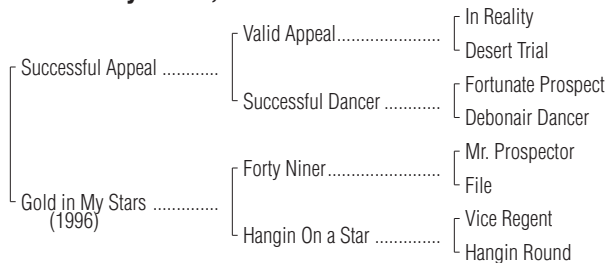 In Reality
Valid Appeal
Desert Trial
Successful Appeal
Fortunate Prospect
Successful Dancer
Debonair Dancer
Mr. Prospector
Forty Niner
File
Gold in My Stars
(1996)
Vice Regent
Hangin On a Star
Hangin Round